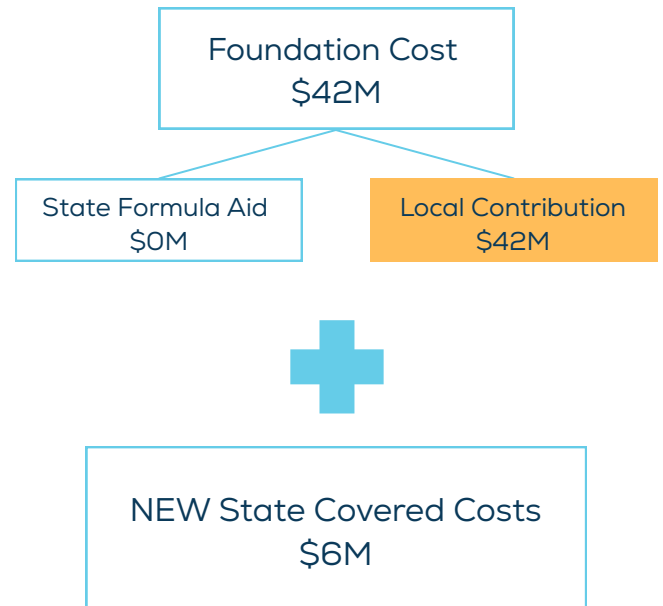 Foundation Cost
$42M
State Formula Aid
$0M
Local Contribution
$42M
NEW State Covered Costs
$6M